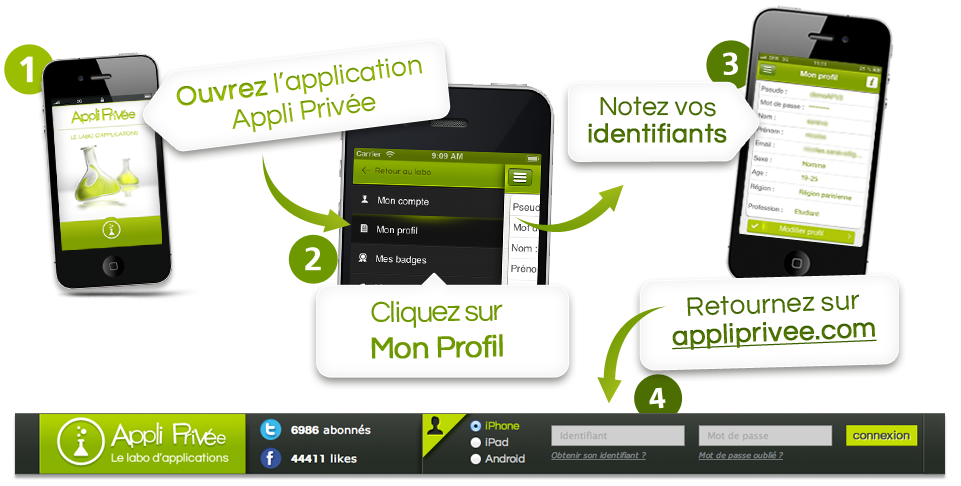 1
Appli Privée
LE LABO D'APPLICATIONS
Ouvrez l'application
Appli Privée
2
Carrier 9:09 AM
Retour au labo
Mon compte
Mon profil
Mes badges
Pseud
Mot d
Nom :
Préno
Cliquez sur
Mon Profil
Notez vos
identifiants
3
Mon profil
Pseudo :
Mot de passe :
Nom :
Prénom :
Email :
Sexe : Homme
Age : 19-25
Région : Région parisienne
Profession : Etudiant
Modifier profil
Retournez sur
appliprivee.com
4
Appli Privée
Le labo d'applications
6986 abonnés
44411 likes
iPhone
iPad
Android
Identifiant
Obtenir son identifiant ?
Mot de passe
Mot de passe oublié ?
connexion